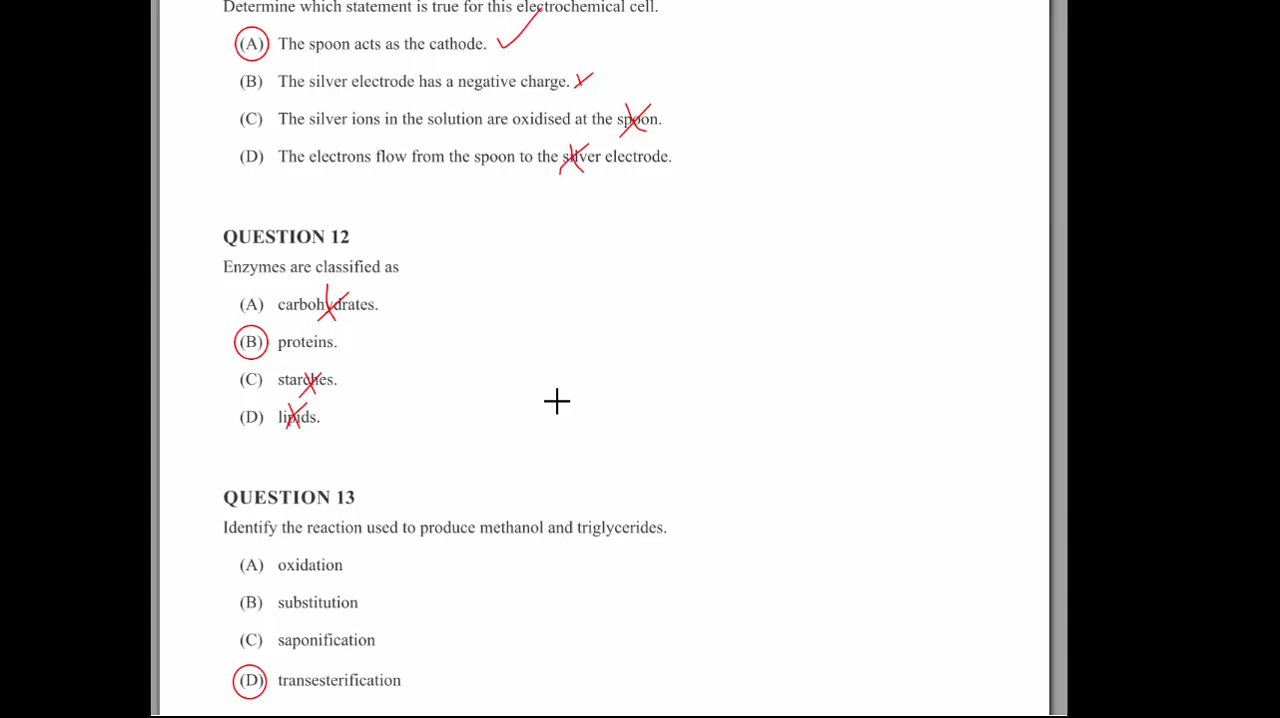 Determine which statement is true for this electrochemical cell.
(A) The spoon acts as the cathode.
(B) The silver electrode has a negative charge.
(C) The silver ions in the solution are oxidised at the spoon.
(D) The electrons flow from the spoon to the silver electrode.
QUESTION 12
Enzymes are classified as
(A) carbohydrates.
(B) proteins.
(C) starches.
(D) lipids.
QUESTION 13
Identify the reaction used to produce methanol and triglycerides.
(A) oxidation
(B) substitution
(C) saponification
(D) transesterification